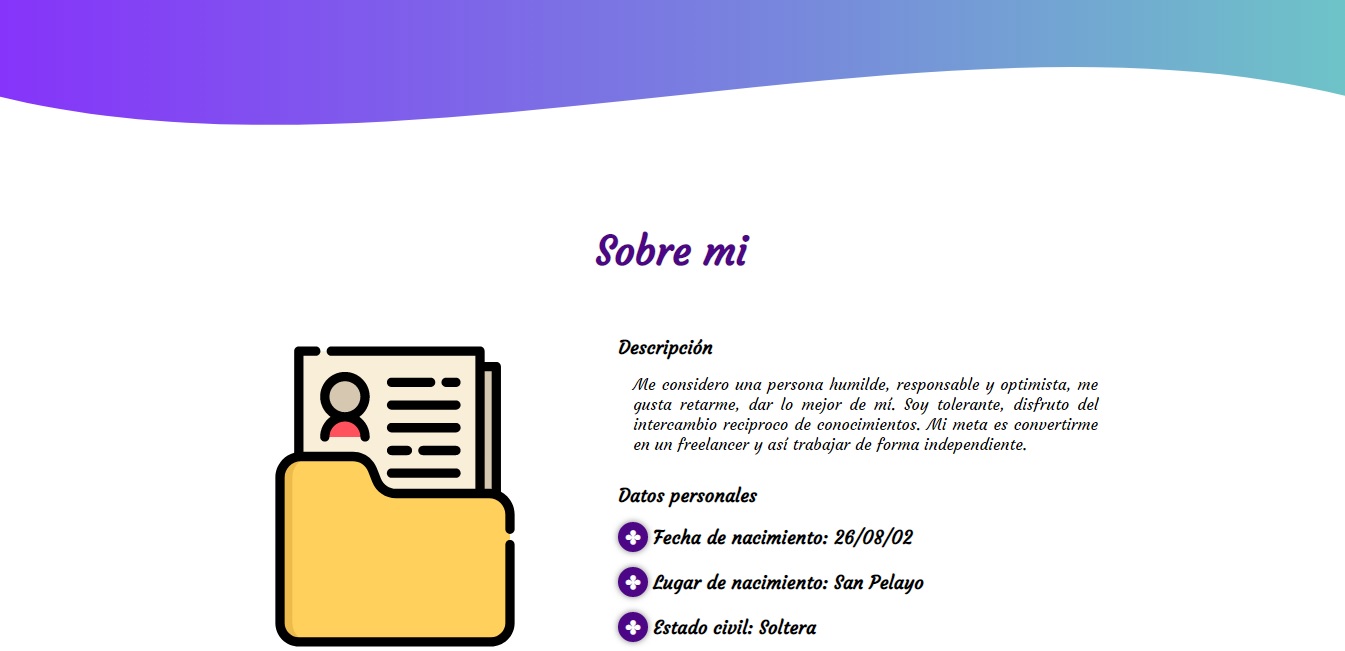 Sobre mi
Descripción
Me considero una persona humilde, responsable y optimista, me
gusta retarme, dar lo mejor de mí. Soy tolerante, disfruto del
intercambio reciproco de conocimientos. Mi meta es convertirme
en un freelancer y así trabajar de forma independiente.
Datos personales
Fecha de nacimiento: 26/08/02
Lugar de nacimiento: San Pelayo
Estado civil: Soltera